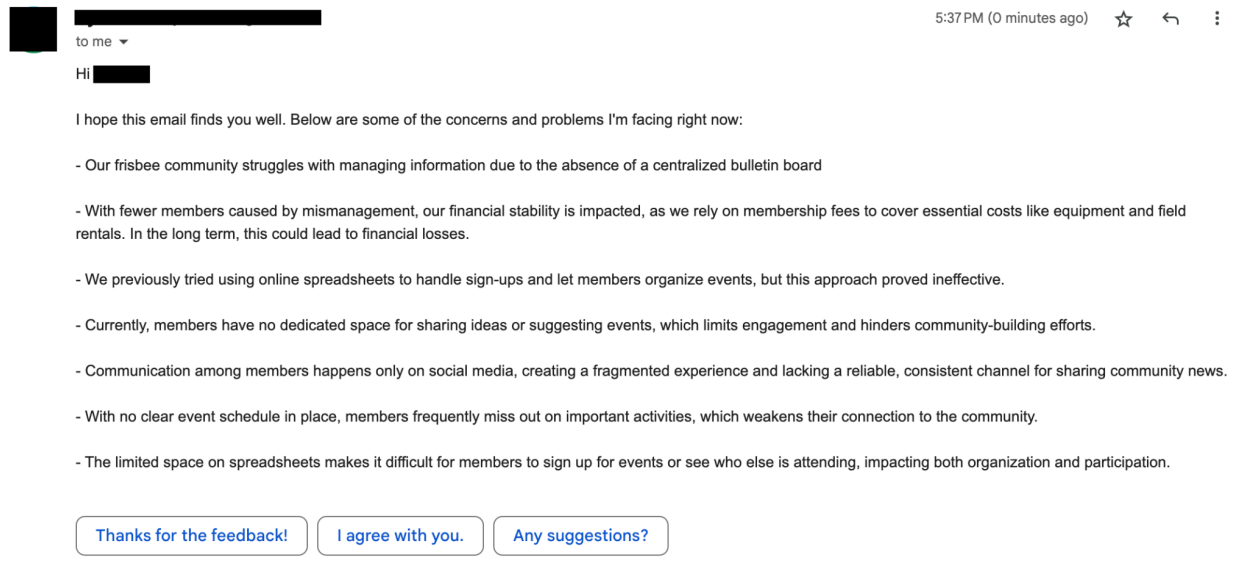 5:37 PM (0 minutes ago)
to me
Hi
I hope this email finds you well. Below are some of the concerns and problems I'm facing right now:
- Our frisbee community struggles with managing information due to the absence of a centralized bulletin board
- With fewer members caused by mismanagement, our financial stability is impacted, as we rely on membership fees to cover essential costs like equipment and field
rentals. In the long term, this could lead to financial losses.
- We previously tried using online spreadsheets to handle sign-ups and let members organize events, but this approach proved ineffective.
- Currently, members have no dedicated space for sharing ideas or suggesting events, which limits engagement and hinders community-building efforts.
- Communication among members happens only on social media, creating a fragmented experience and lacking a reliable, consistent channel for sharing community news.
- With no clear event schedule in place, members frequently miss out on important activities, which weakens their connection to the community.
- The limited space on spreadsheets makes it difficult for members to sign up for events or see who else is attending, impacting both organization and participation.
Thanks for the feedback!
I agree with you.
Any suggestions?